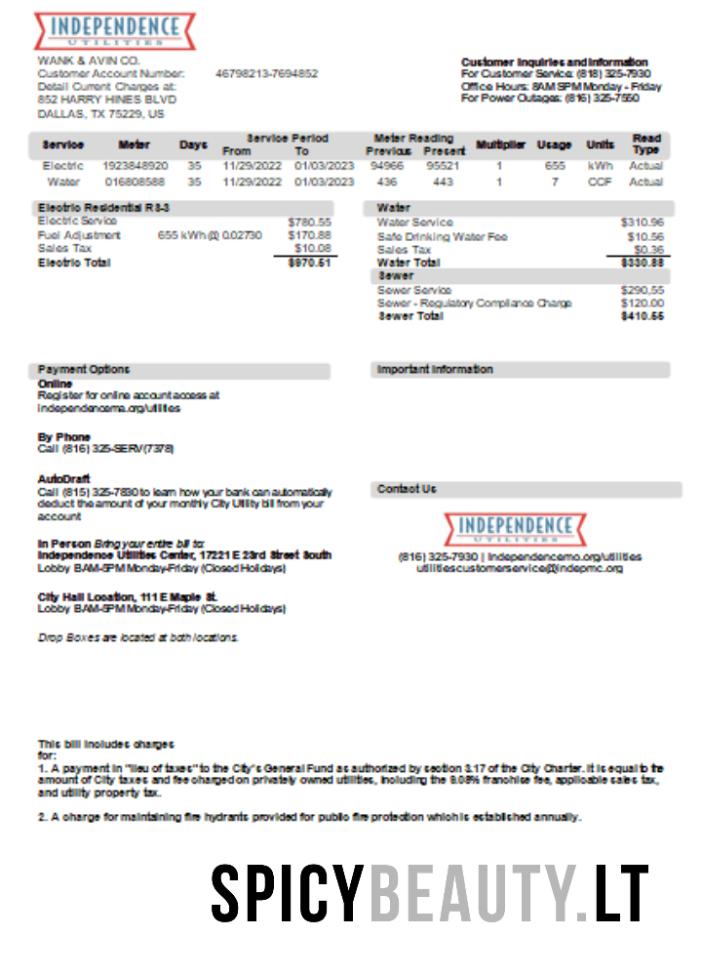 INDEPENDENCE
UTILITIES
WANK & AVIN CO.
Customer Account Number: 46798213-7694852
Detail Current Charges at:
852 HARRY HINES BLVD
DALLAS, TX 75229, US
Customer Inquiries and Information
For Customer Service: (818) 325-7930
Office Hours: 8AM 5PM Monday - Friday
For Power Outages: (816) 325-7550
Service Meter Days Service Period From To Meter Reading Previous Present Multiplier Usage Units Read Type
Electric 1923848920 35 11/29/2022 01/03/2023 94966 95521 1 655 kWh Actual
Water 016808588 35 11/29/2022 01/03/2023 436 443 1 7 CCF Actual
Electric Residential RS-3
Electric Service $780.55
Fuel Adjustment 655 kWh @ 0.02730 $170.88
Sales Tax $10.08
Electric Total $970.51
Water
Water Service $310.96
Safe Drinking Water Fee $10.56
Sales Tax $0.36
Water Total $330.88
Sewer
Sewer Service $290.55
Sewer - Regulatory Compliance Charge $120.00
Sewer Total $410.55
Payment Options
Online
Register for online account access at
independencema.org/utilities
By Phone
Call (816) 325-SERV(7378)
AutoDraft
Call (815) 325-7830 to learn how your bank can automatically
deduct the amount of your monthly City Utility bill from your
account
In Person Bring your entire bill to:
Independence Utilities Center, 17221 E 23rd Street South
Lobby 8AM-5PM Monday-Friday (Closed Holidays)
City Hall Location, 111 E Maple St.
Lobby 8AM-5PM Monday-Friday (Closed Holidays)
Drop Boxes are located at both locations.
Important Information
Contact Us
INDEPENDENCE
UTILITIES
(816) 325-7930 | Independencemo.org/utilities
utilitiescustomerservice@indepmc.org
This bill includes charges
for:
1. A payment in "lieu of taxes" to the City's General Fund as authorized by section 3.17 of the City Charter. It is equal to the
amount of City taxes and fee charged on privately owned utilities, including the 9.08% franchise fee, applicable sales tax,
and utility property tax.
2. A charge for maintaining fire hydrants provided for public fire protection which is established annually.
SPICYBEAUTY.LT